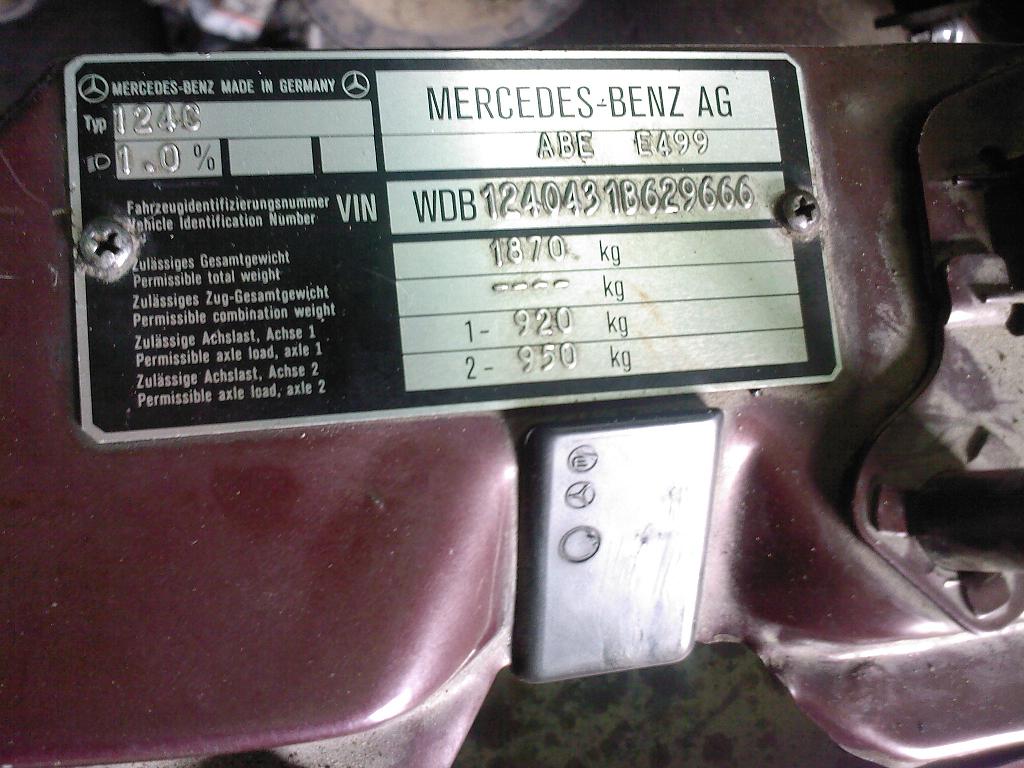 MERCEDES-BENZ MADE IN GERMANY
Typ 124C
1.0 %
MERCEDES-BENZ AG
ABE E499
Fahrzeugidentifizierungsnummer
Vehicle Identification Number
VIN
WDB1240431B629666
Zulässiges Gesamtgewicht
Permissible total weight
1870 kg
Zulässiges Zug-Gesamtgewicht
Permissible combination weight
---- kg
Zulässige Achslast, Achse 1
Permissible axle load, axle 1
1- 920 kg
Zulässige Achslast, Achse 2
Permissible axle load, axle 2
2- 950 kg